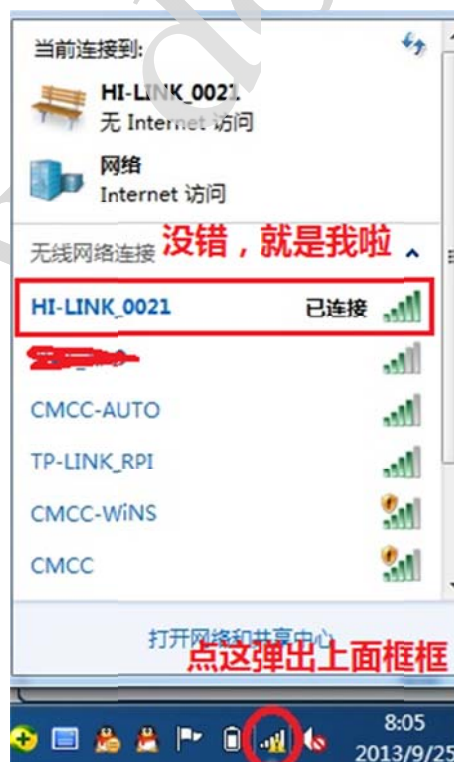 当前连接到:
HI-LINK_0021
无 Internet 访问
网络
Internet 访问
无线网络连接
没错，就是我啦
HI-LINK_0021 已连接
CMCC-AUTO
TP-LINK_RPI
CMCC-WiNS
CMCC
打开网络和共享中心
点这弹出上面框框
8:05
2013/9/25